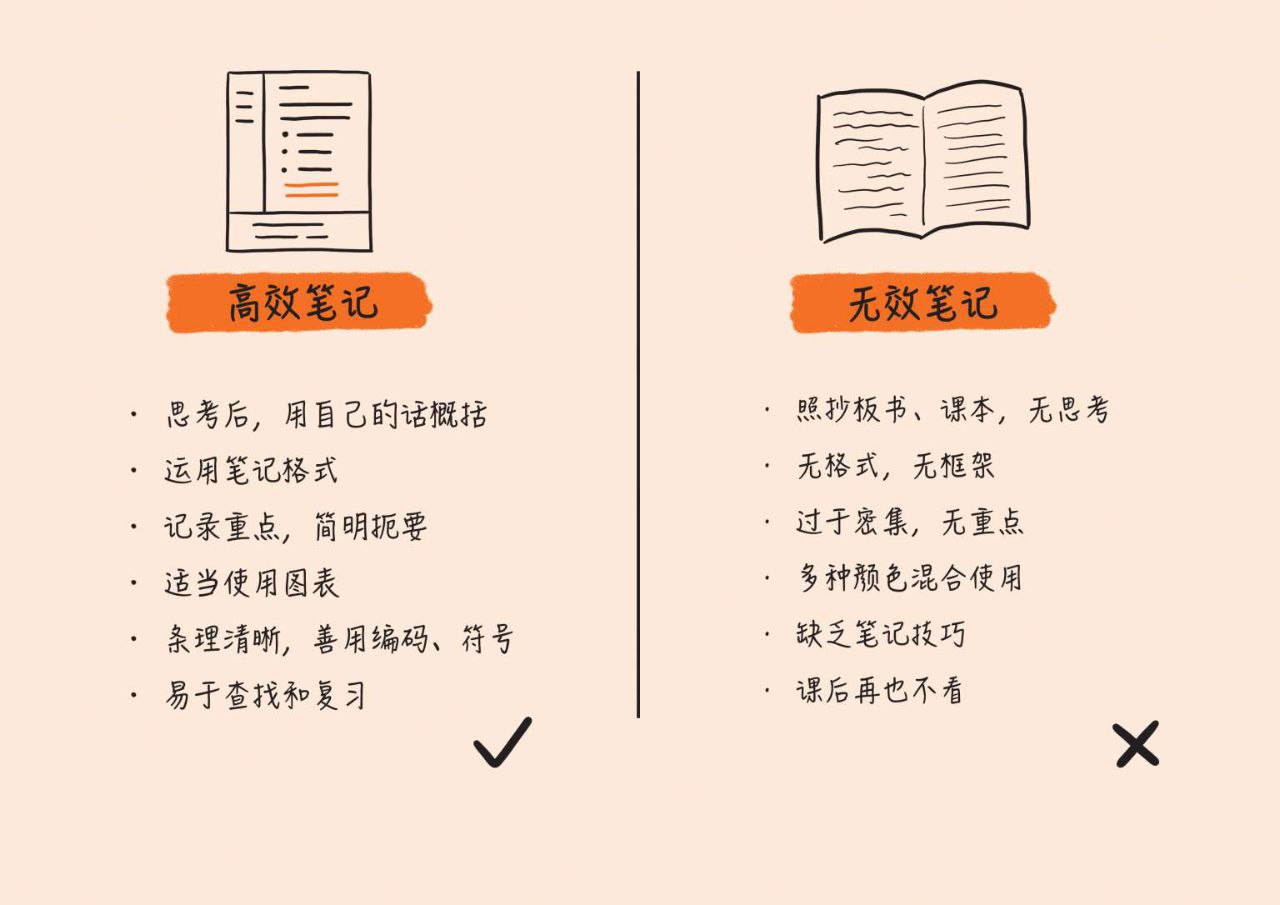 高效笔记
· 思考后，用自己的话概括
· 运用笔记格式
· 记录重点，简明扼要
· 适当使用图表
· 条理清晰，善用编码、符号
· 易于查找和复习
无效笔记
· 照抄板书、课本，无思考
· 无格式，无框架
· 过于密集，无重点
· 多种颜色混合使用
· 缺乏笔记技巧
· 课后再也不看